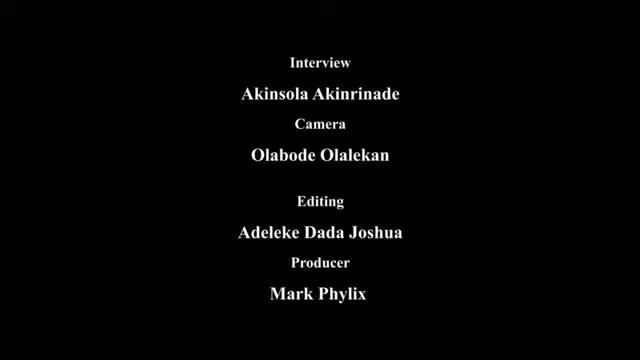 Interview
Akinsola Akinrinade
Camera
Olabode Olalekan
Editing
Adeleke Dada Joshua
Producer
Mark Phylix